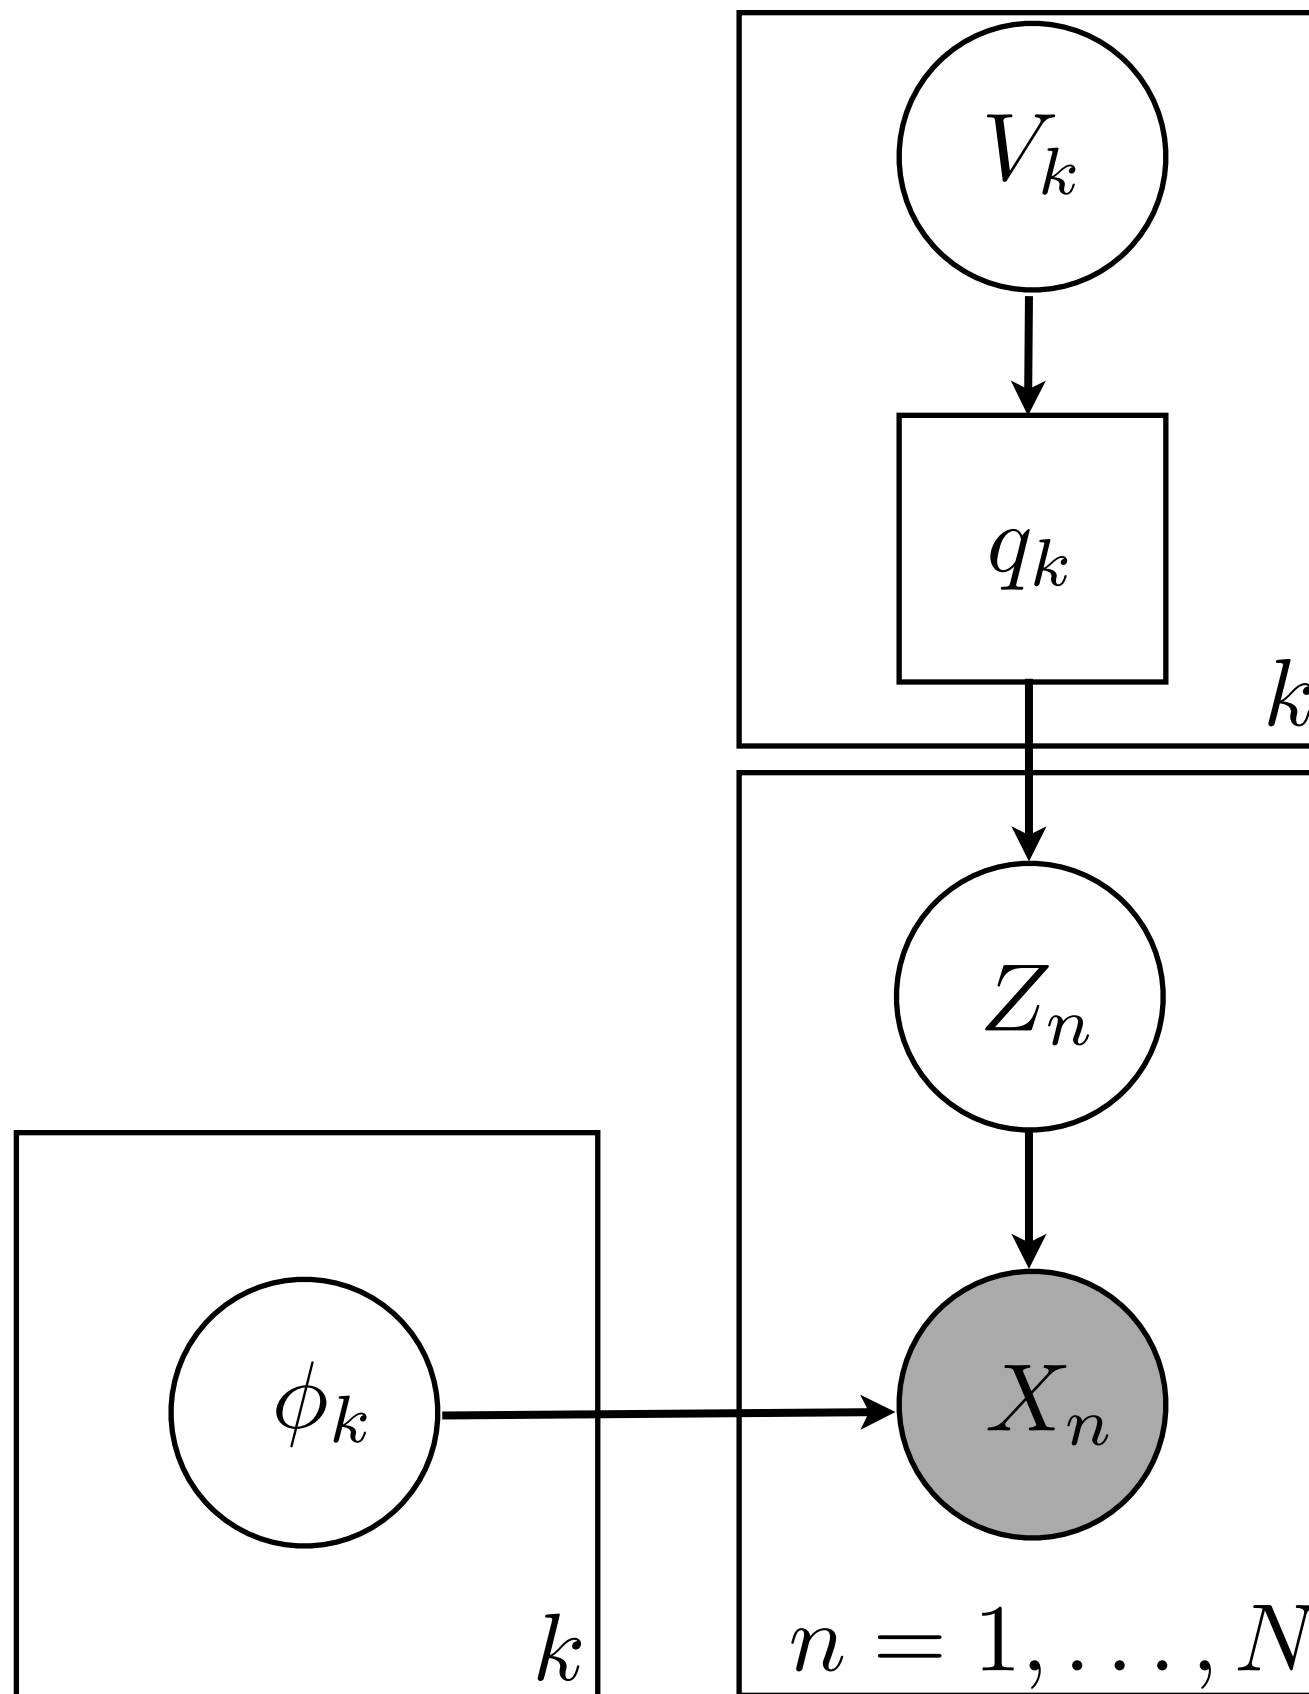 V_k
q_k
k
Z_n
ϕ_k
X_n
k
n = 1, . . . , N